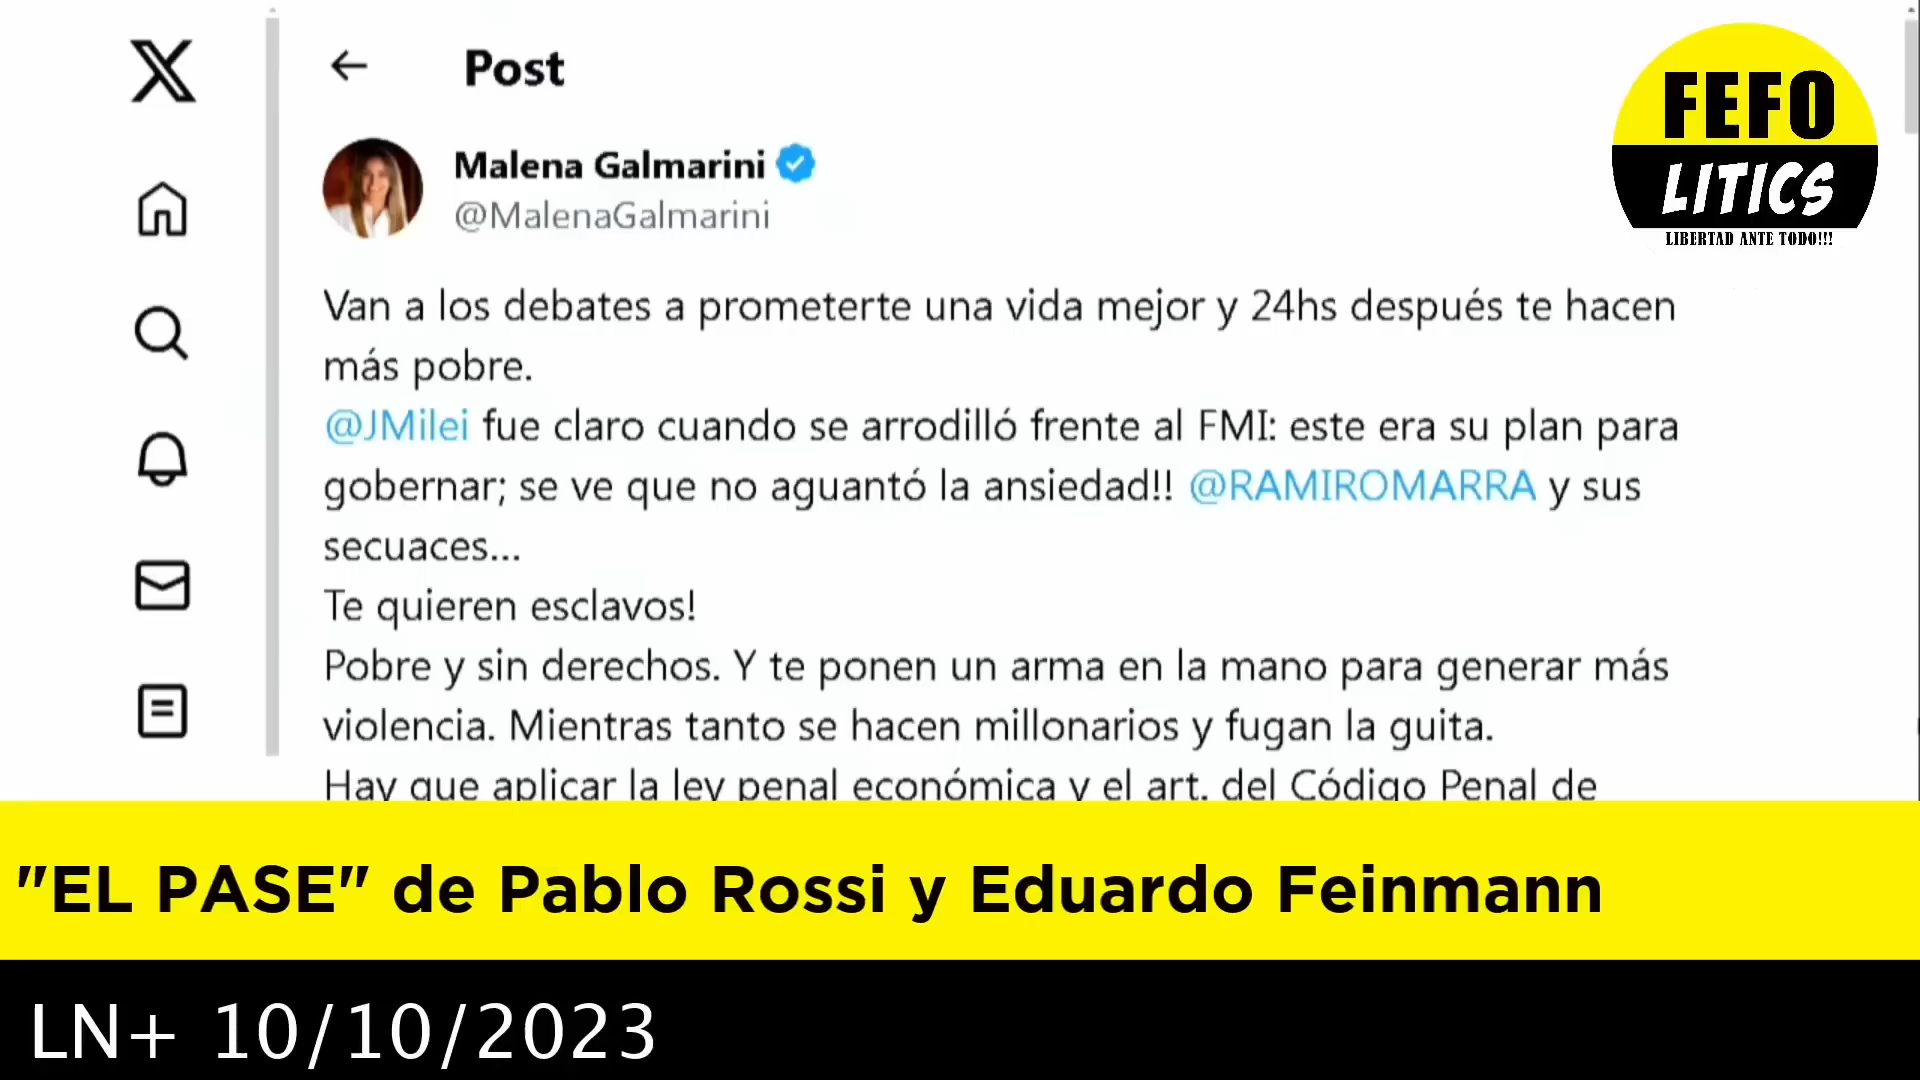 Post
FEFO
LITICS
LIBERTAD ANTE TODO!!!
Malena Galmarini
@MalenaGalmarini
Van a los debates a prometerte una vida mejor y 24hs después te hacen
más pobre.
@JMilei fue claro cuando se arrodilló frente al FMI: este era su plan para
gobernar; se ve que no aguantó la ansiedad!! @RAMIROMARRA y sus
secuaces...
Te quieren esclavos!
Pobre y sin derechos. Y te ponen un arma en la mano para generar más
violencia. Mientras tanto se hacen millonarios y fugan la guita.
Hay que aplicar la ley penal económica y el art. del Código Penal de
"EL PASE" de Pablo Rossi y Eduardo Feinmann
LN+ 10/10/2023